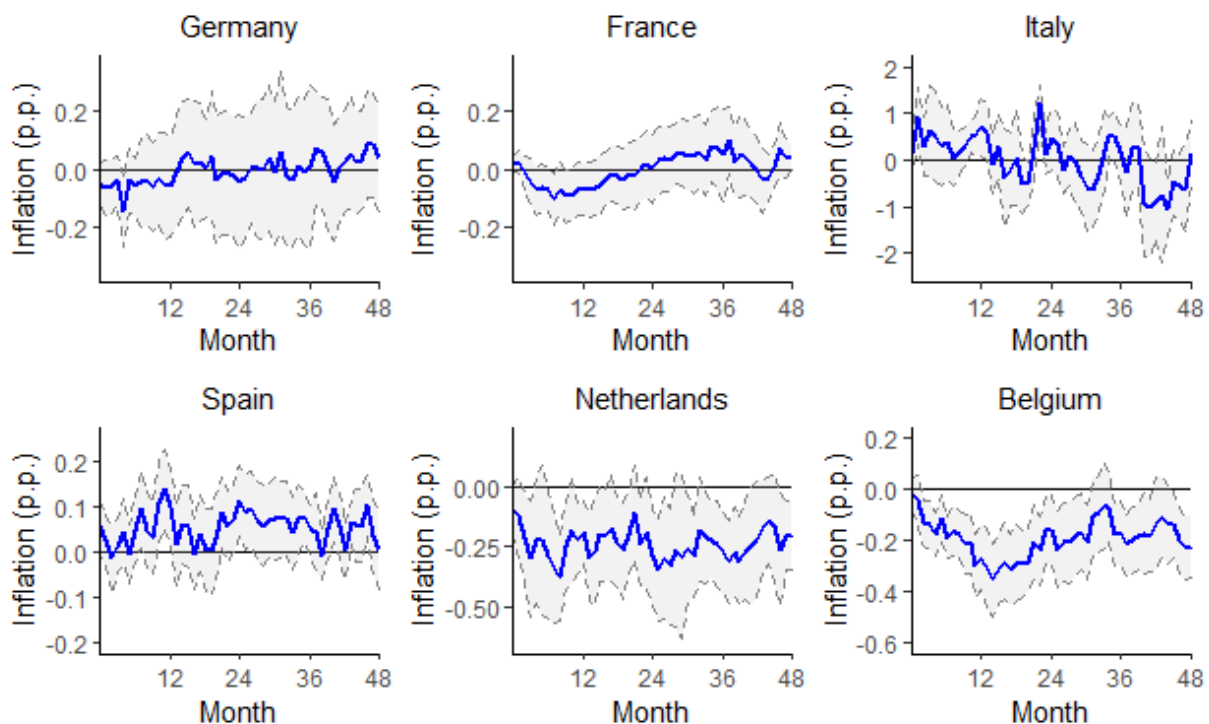 Germany
Inflation (p.p.)
0.2
0.0
-0.2
12 24 36 48
Month
France
Inflation (p.p.)
0.2
0.0
-0.2
12 24 36 48
Month
Italy
Inflation (p.p.)
2
1
0
-1
-2
12 24 36 48
Month
Spain
Inflation (p.p.)
0.2
0.1
0.0
-0.1
-0.2
12 24 36 48
Month
Netherlands
Inflation (p.p.)
0.00
-0.25
-0.50
12 24 36 48
Month
Belgium
Inflation (p.p.)
0.2
0.0
-0.2
-0.4
-0.6
12 24 36 48
Month